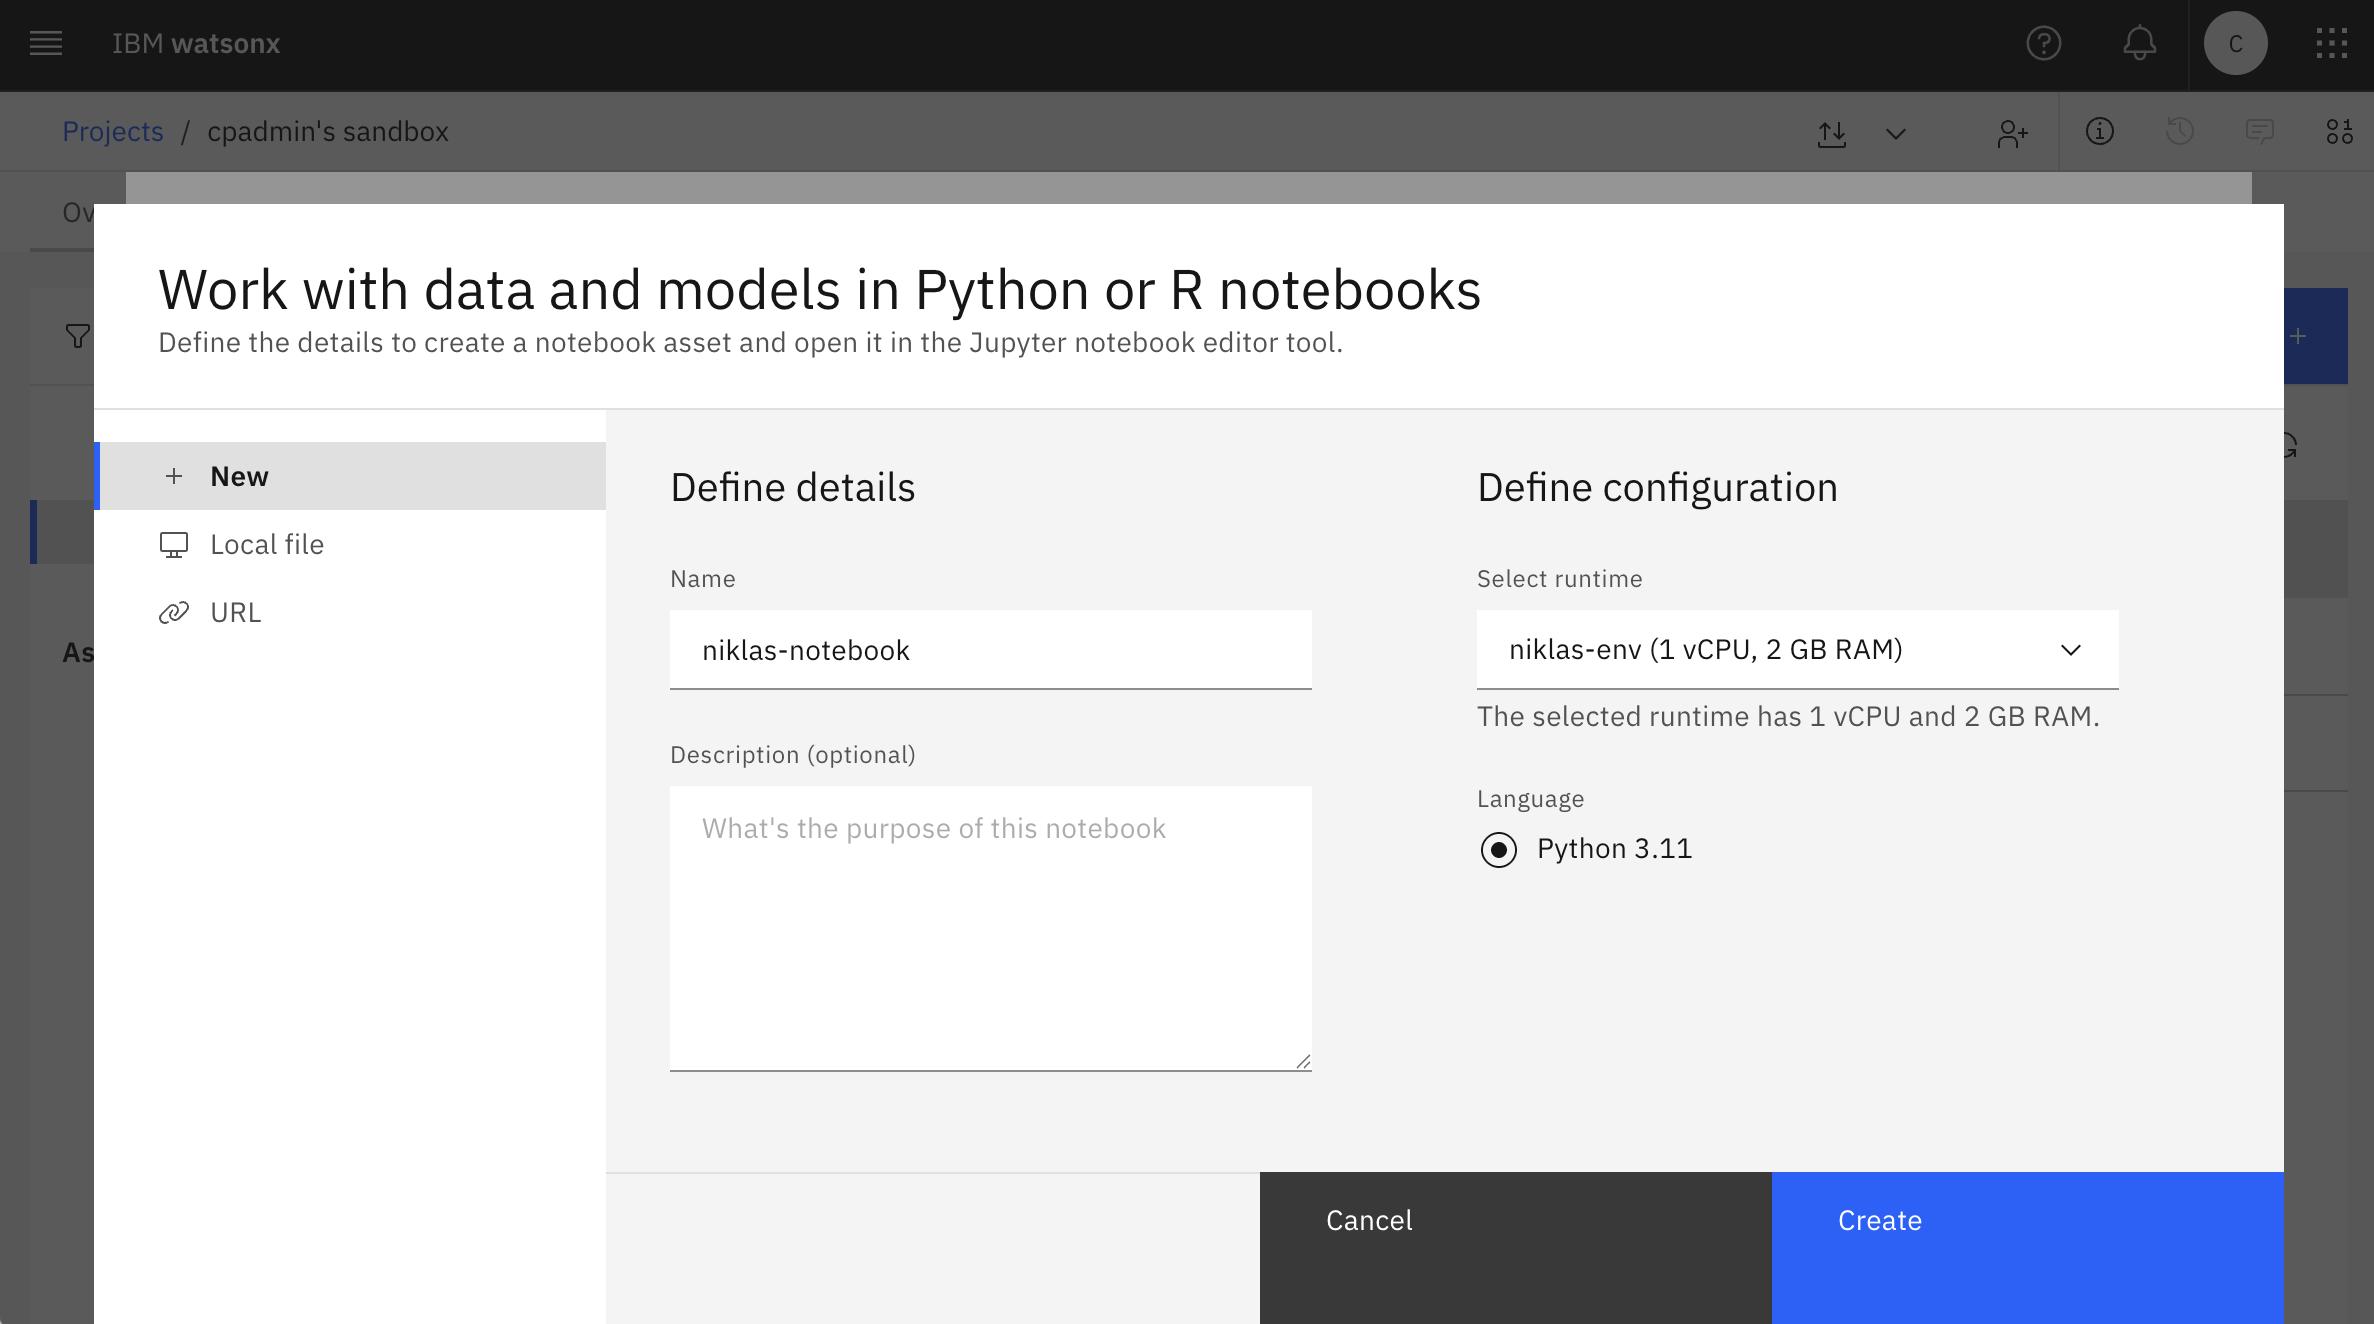 IBM watsonx
C
Projects / cpadmin's sandbox
Ov
Work with data and models in Python or R notebooks
Define the details to create a notebook asset and open it in the Jupyter notebook editor tool.
New
Local file
URL
As
Define details
Name
niklas-notebook
Description (optional)
What's the purpose of this notebook
Define configuration
Select runtime
niklas-env (1 vCPU, 2 GB RAM)
The selected runtime has 1 vCPU and 2 GB RAM.
Language
Python 3.11
Cancel
Create